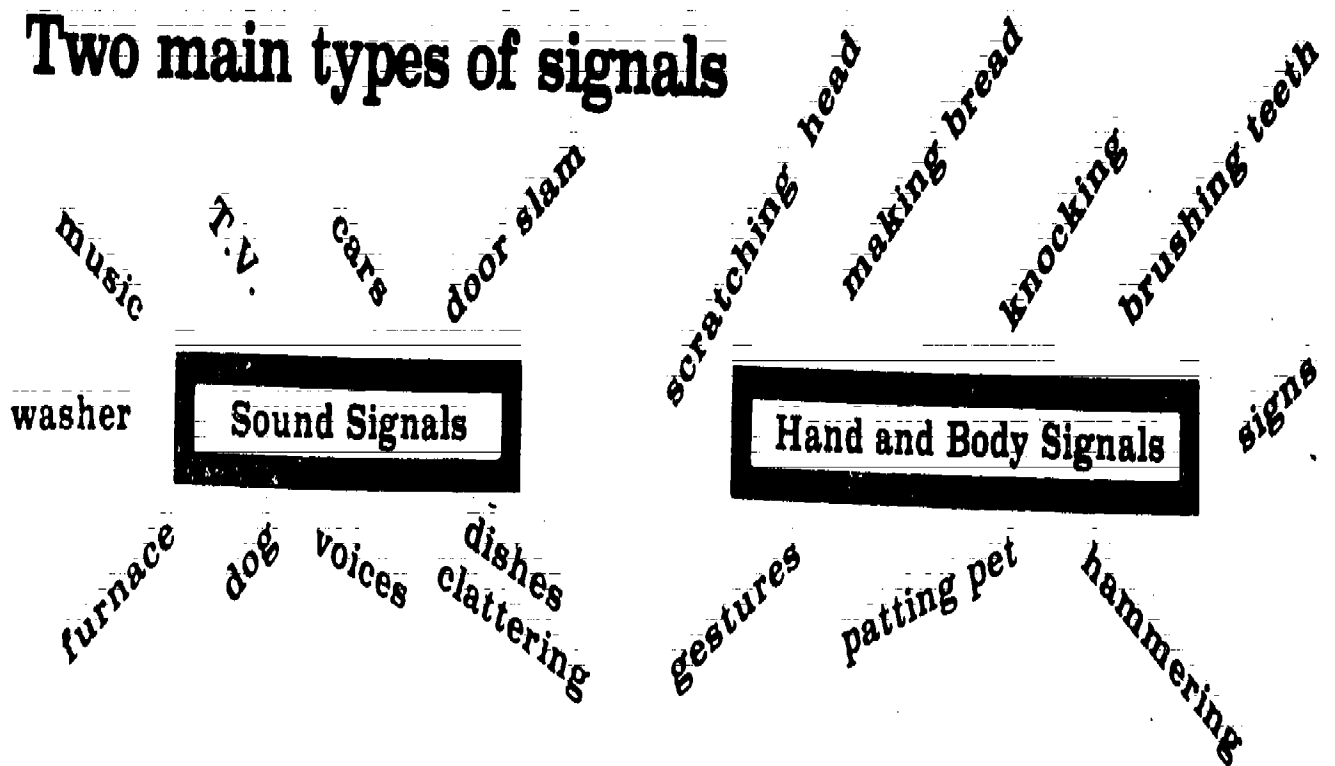 Two main types of signals
music
T.V.
cars
door slam
washer
Sound Signals
furnace
dog
voices
dishes
clattering
scratching head
making bread
knocking
brushing teeth
Hand and Body Signals
signs
gestures
patting pet
hammering